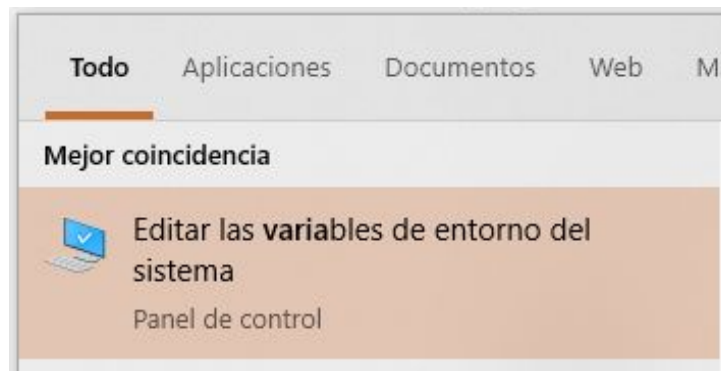 Todo Aplicaciones Documentos Web M
Mejor coincidencia
Editar las variables de entorno del
sistema
Panel de control